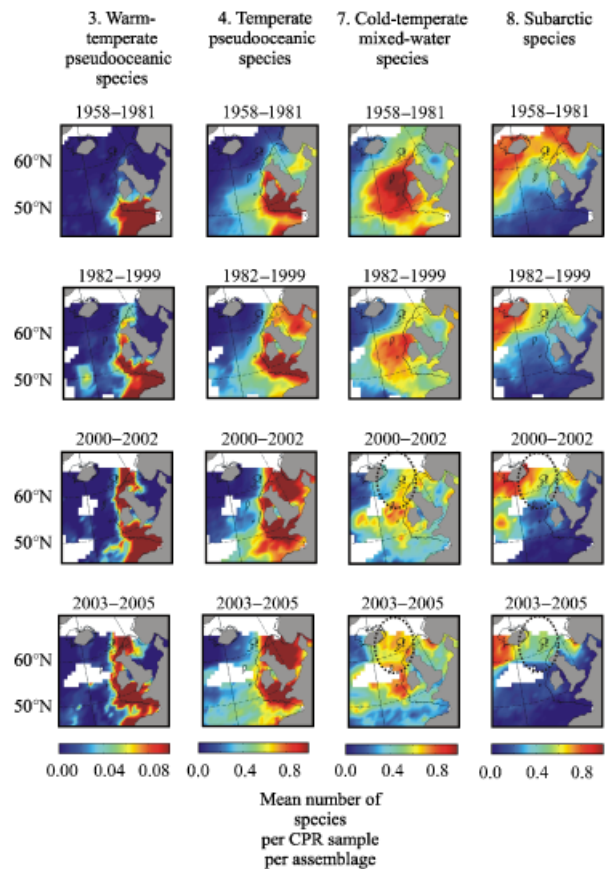 3. Warm-
temperate
pseudooceanic
species
4. Temperate
pseudooceanic
species
7. Cold-temperate
mixed-water
species
8. Subarctic
species
1958–1981
1958–1981
1958–1981
1958–1981
60°N
50°N
1982–1999
1982–1999
1982–1999
1982–1999
60°N
50°N
2000–2002
2000–2002
2000–2002
2000–2002
60°N
50°N
2003–2005
2003–2005
2003–2005
2003–2005
60°N
50°N
0.00 0.08
0.0 0.4 0.8
0.0 0.4 0.8
0.0 0.4 0.8
Mean number of
species
per CPR sample
per assemblage